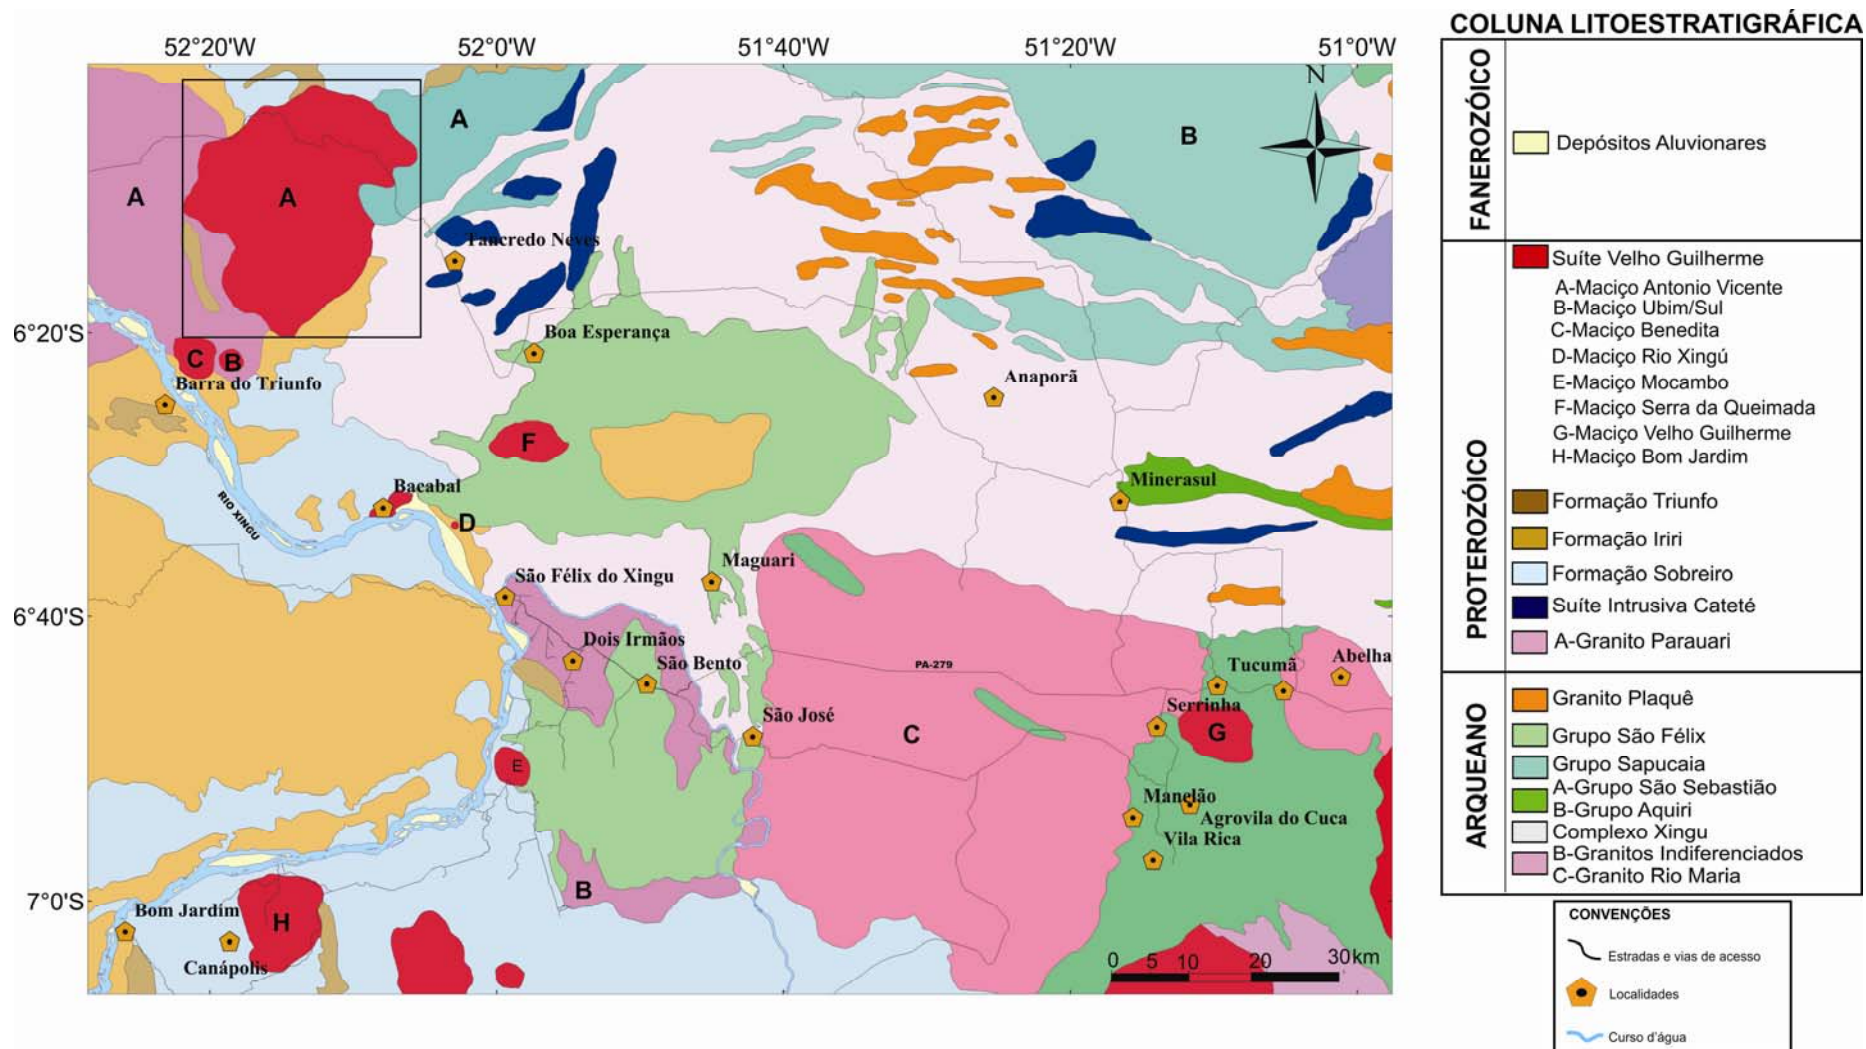 COLUNA LITOESTRATIGRÁFICA
52°20'W 52°0'W 51°40'W 51°20'W 51°0'W
N
A
B
A
A
Tancredo Neves
6°20'S
Boa Esperança
C
B
Barra do Triunfo
Anaporã
F
Minerasul
Bacabal
D
RIO XINGU
Maguari
São Félix do Xingu
6°40'S
Dois Irmãos
São Bento
PA-279
Tucumã
Abelha
Serrinha
São José
C
G
E
Manelão
Agrovila do Cuca
Vila Rica
B
7°0'S
Bom Jardim
H
Canápolis
0 5 10 20 30 km
FANEROZÓICO
Depósitos Aluvionares
PROTEROZÓICO
Suíte Velho Guilherme
A-Maciço Antonio Vicente
B-Maciço Ubim/Sul
C-Maciço Benedita
D-Maciço Rio Xingú
E-Maciço Mocambo
F-Maciço Serra da Queimada
G-Maciço Velho Guilherme
H-Maciço Bom Jardim
Formação Triunfo
Formação Iriri
Formação Sobreiro
Suíte Intrusiva Cateté
A-Granito Parauari
ARQUEANO
Granito Plaquê
Grupo São Félix
Grupo Sapucaia
A-Grupo São Sebastião
B-Grupo Aquiri
Complexo Xingu
B-Granitos Indiferenciados
C-Granito Rio Maria
CONVENÇÕES
Estradas e vias de acesso
Localidades
Curso d'água